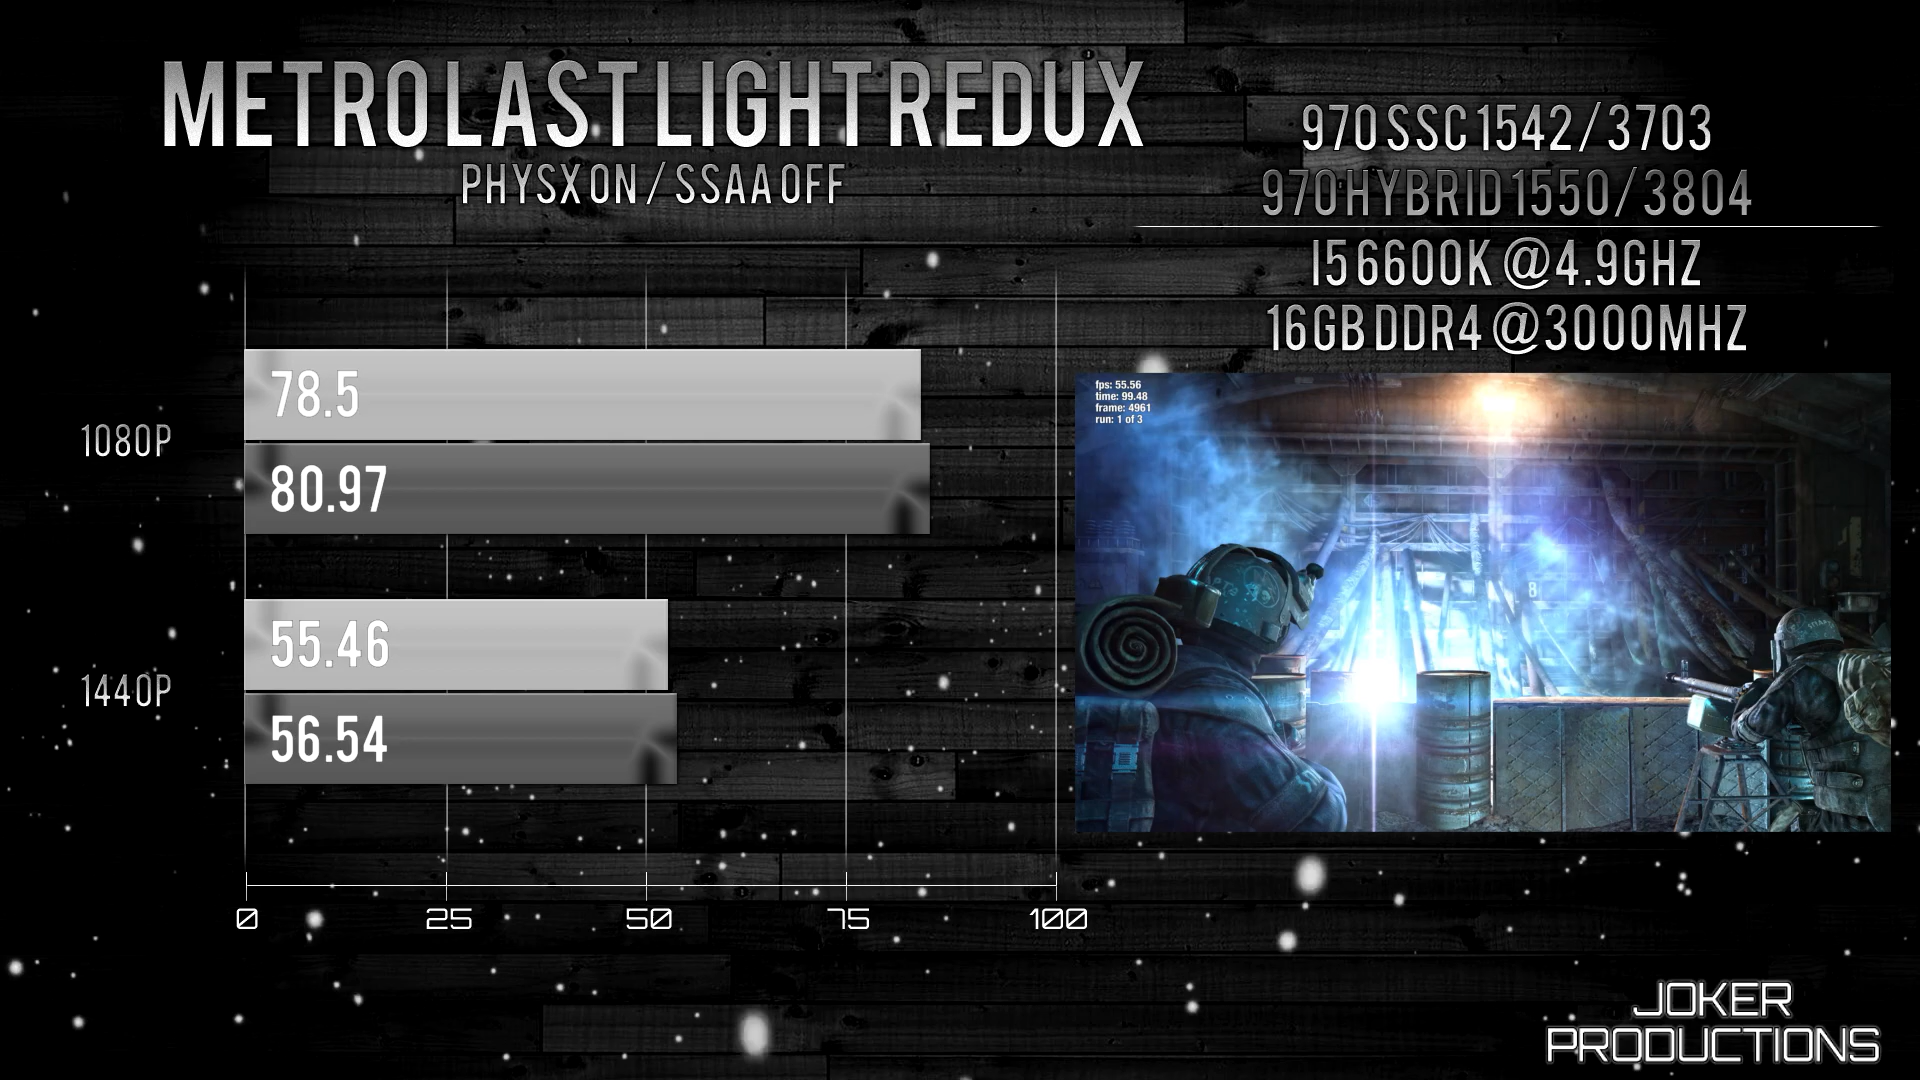 METRO LAST LIGHT REDUX
PHYSX ON / SSAA OFF
970 SSC 1542 / 3703
970 HYBRID 1550 / 3804
I5 6600K @4.9GHZ
16GB DDR4 @3000MHZ
fps: 55.56
time: 99.48
frame: 4961
run: 1 of 3
8
1080P
78.5
80.97
1440P
55.46
56.54
0 25 50 75 100
JOKER
PRODUCTIONS